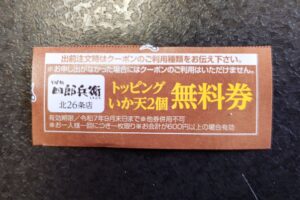 出前注文時はクーポンのご利用種類をお伝え下さい。
※お申し出がなかった場合にはクーポンのご利用はいただけません。
四郎兵衛
北26条店
トッピング
いか天2個
無料券
有効期限／令和7年9月末日まで※他券併用不可
※お一人様一回につき一枚限り※お会計が600円以上の場合有効